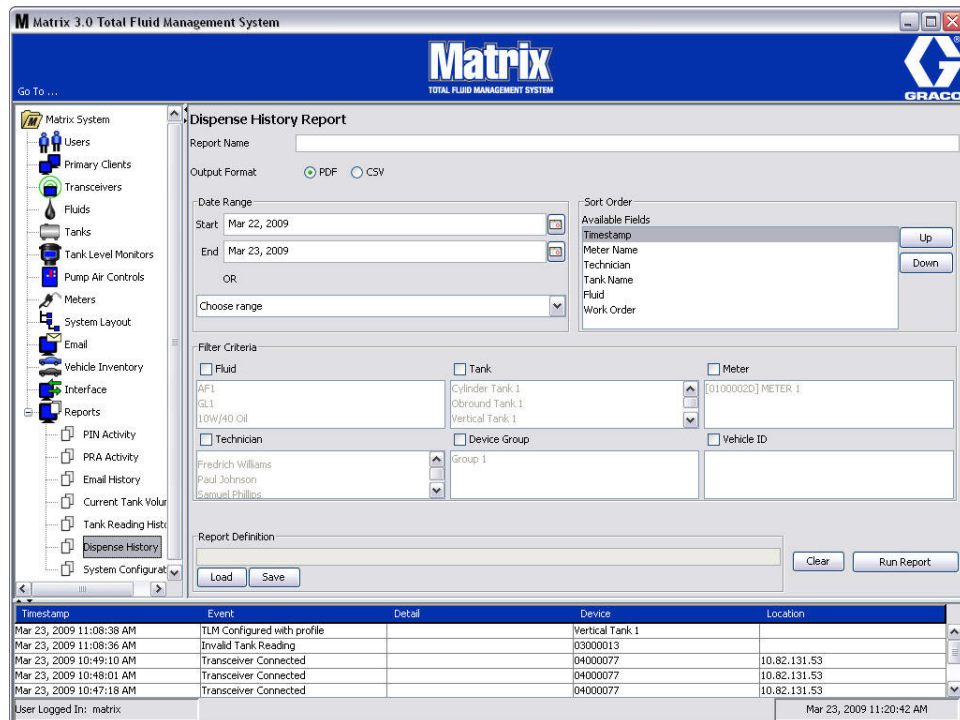 Matrix 3.0 Total Fluid Management System
Go To ...
Matrix
TOTAL FLUID MANAGEMENT SYSTEM
GRACO
Matrix System
Users
Primary Clients
Transceivers
Fluids
Tanks
Tank Level Monitors
Pump Air Controls
Meters
System Layout
Email
Vehicle Inventory
Interface
Reports
PIN Activity
PRA Activity
Email History
Current Tank Volur
Tank Reading Histo
Dispense History
System Configurat
Dispense History Report
Report Name
Output Format PDF CSV
Date Range
Start Mar 22, 2009
End Mar 23, 2009
OR
Choose range
Sort Order
Available Fields
Timestamp
Meter Name
Technician
Tank Name
Fluid
Work Order
Up
Down
Filter Criteria
Fluid
AF1
GL1
10W/40 Oil
Tank
Cylinder Tank 1
Obround Tank 1
Vertical Tank 1
Meter
[0100002D] METER 1
Technician
Fredrich Williams
Paul Johnson
Samuel Phillips
Device Group
Group 1
Vehicle ID
Report Definition
Load Save
Clear Run Report
Timestamp Event Detail Device Location
Mar 23, 2009 11:08:38 AM TLM Configured with profile Vertical Tank 1
Mar 23, 2009 11:08:36 AM Invalid Tank Reading 03000013
Mar 23, 2009 10:49:10 AM Transceiver Connected 04000077 10.82.131.53
Mar 23, 2009 10:48:01 AM Transceiver Connected 04000077 10.82.131.53
Mar 23, 2009 10:47:18 AM Transceiver Connected 04000077 10.82.131.53
User Logged In: matrix Mar 23, 2009 11:20:42 AM